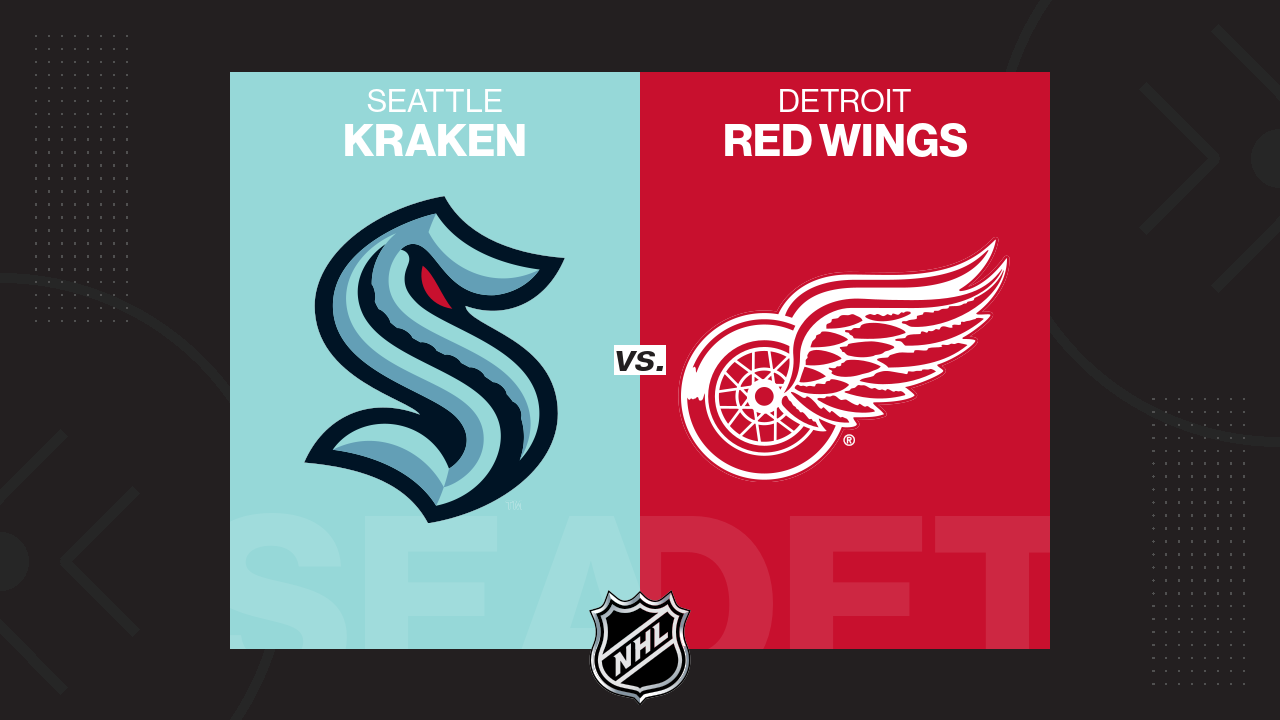 SEATTLE
KRAKEN
DETROIT
RED WINGS
vs.
®
SEA
DET
NHL